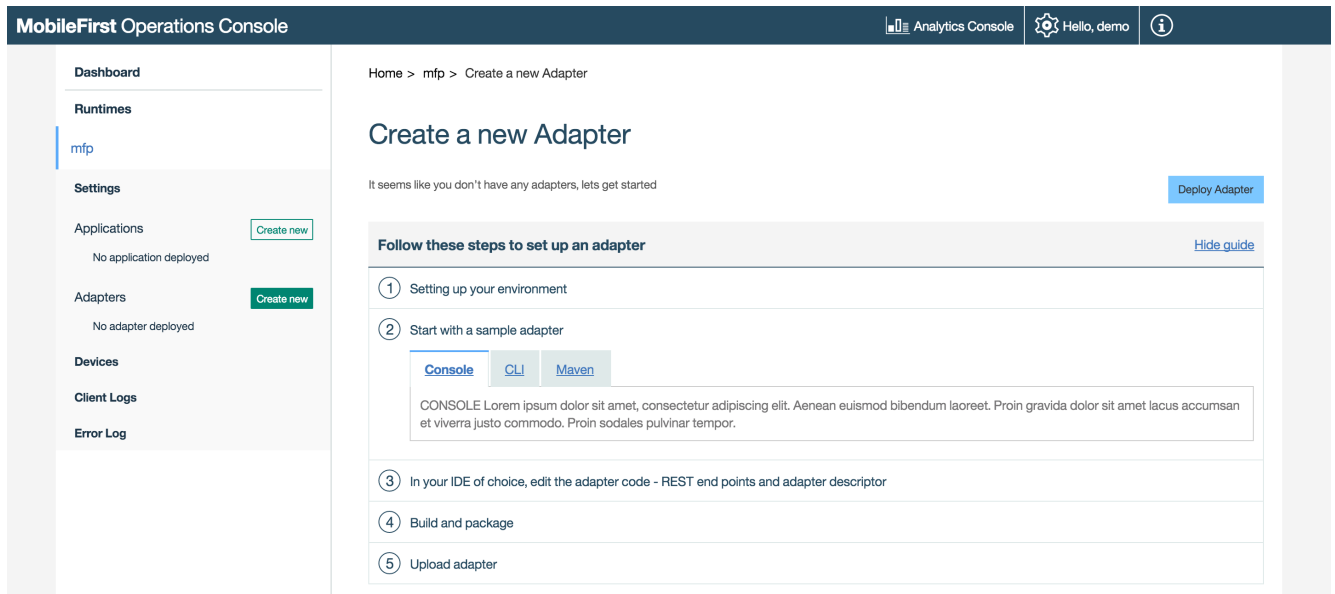 MobileFirst Operations Console
Analytics Console
Hello, demo
Dashboard
Runtimes
mfp
Settings
Applications
Create new
No application deployed
Adapters
Create new
No adapter deployed
Devices
Client Logs
Error Log
Home > mfp > Create a new Adapter
Create a new Adapter
It seems like you don't have any adapters, lets get started
Deploy Adapter
Follow these steps to set up an adapter
Hide guide
1 Setting up your environment
2 Start with a sample adapter
Console CLI Maven
CONSOLE Lorem ipsum dolor sit amet, consectetur adipiscing elit. Aenean euismod bibendum laoreet. Proin gravida dolor sit amet lacus accumsan
et viverra justo commodo. Proin sodales pulvinar tempor.
3 In your IDE of choice, edit the adapter code - REST end points and adapter descriptor
4 Build and package
5 Upload adapter